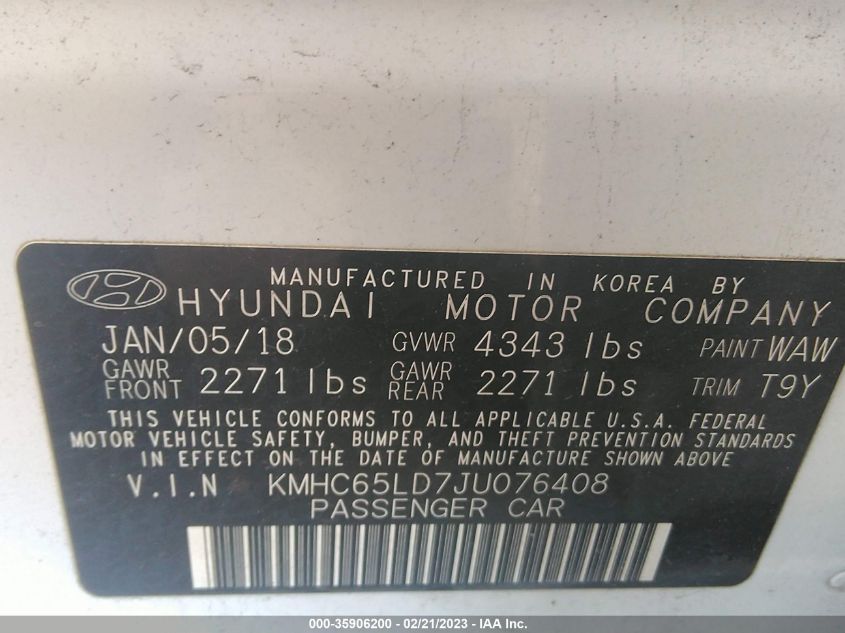 MANUFACTURED IN KOREA BY
HYUNDAI MOTOR COMPANY
JAN/05/18 GVWR 4343 lbs PAINT WAW
GAWR FRONT 2271 lbs GAWR REAR 2271 lbs TRIM T9Y
THIS VEHICLE CONFORMS TO ALL APPLICABLE U.S.A. FEDERAL
MOTOR VEHICLE SAFETY, BUMPER, AND THEFT PREVENTION STANDARDS
IN EFFECT ON THE DATE OF MANUFACTURE SHOWN ABOVE
V.I.N KMHC65LD7JU076408
PASSENGER CAR
000-35906200 - 02/21/2023 - IAA Inc.